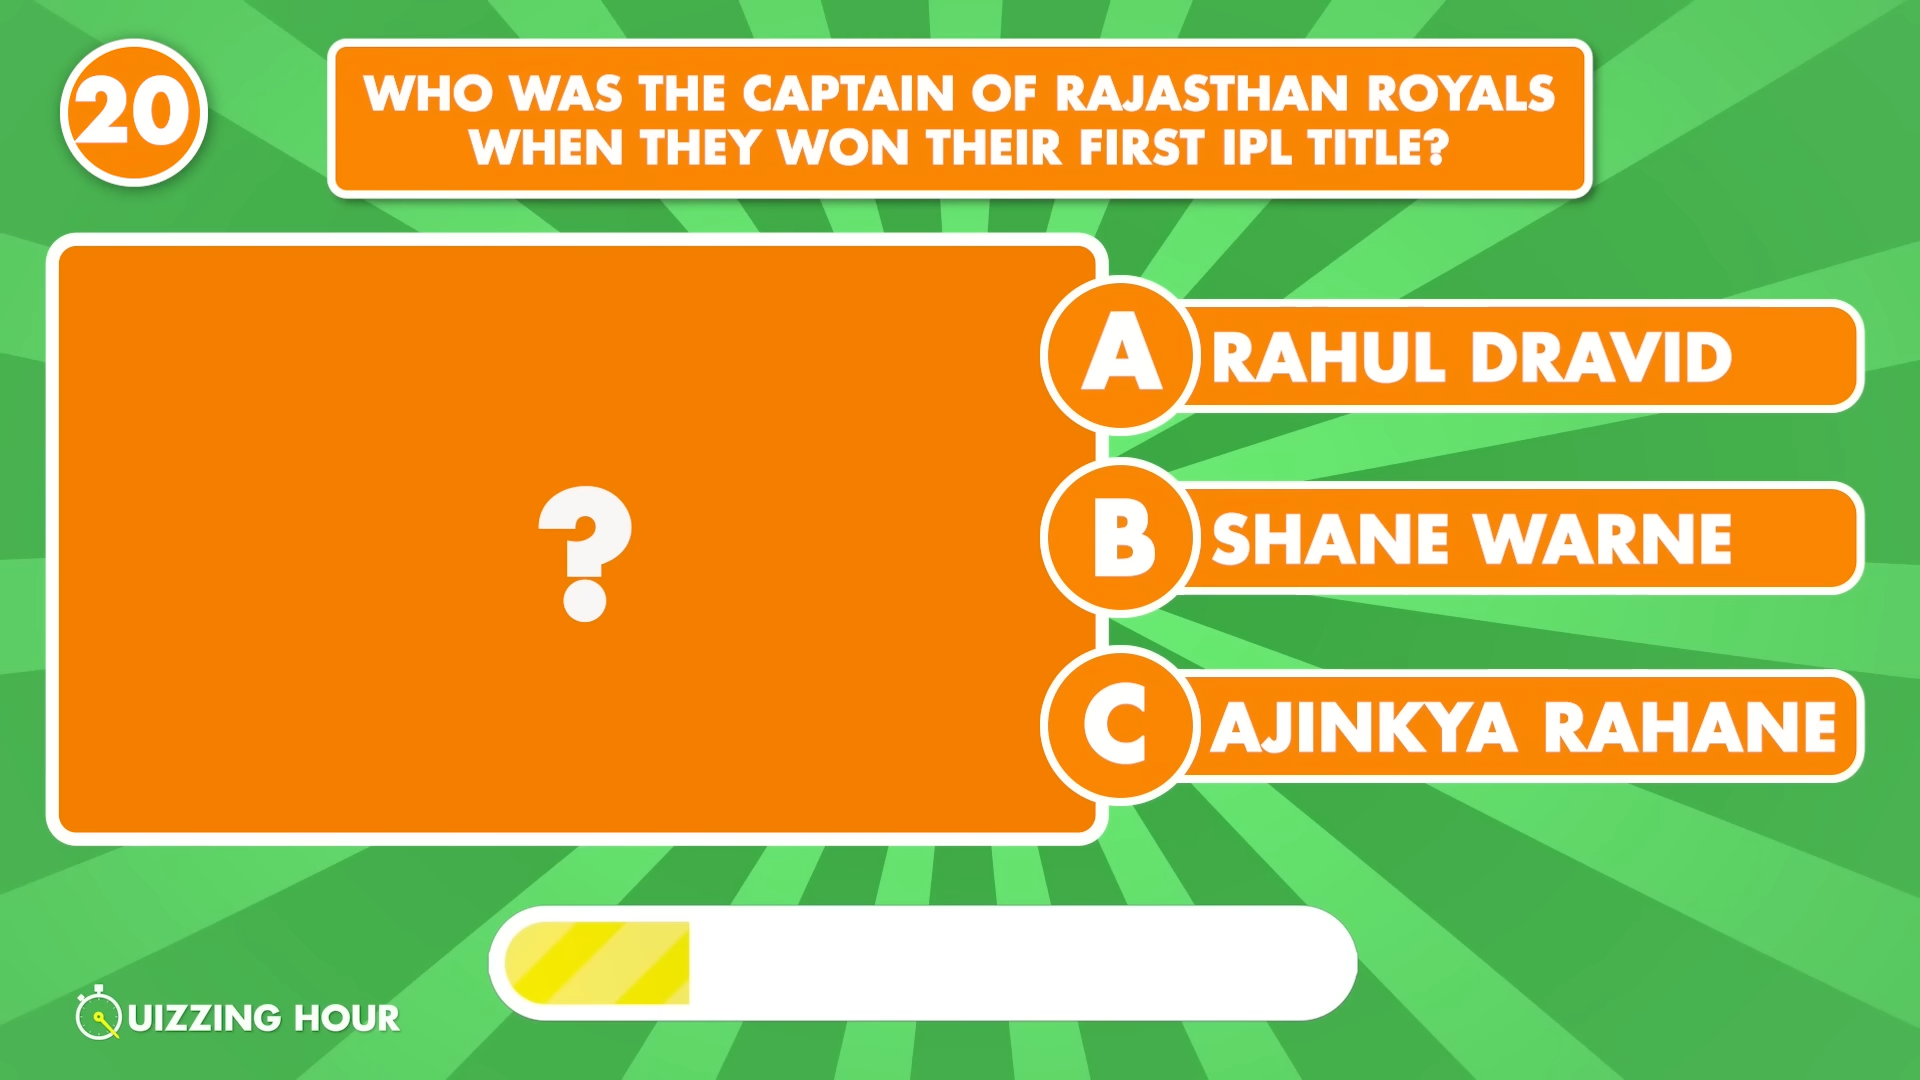 20
WHO WAS THE CAPTAIN OF RAJASTHAN ROYALS
WHEN THEY WON THEIR FIRST IPL TITLE?
?
A RAHUL DRAVID
B SHANE WARNE
C AJINKYA RAHANE
QUIZZING HOUR